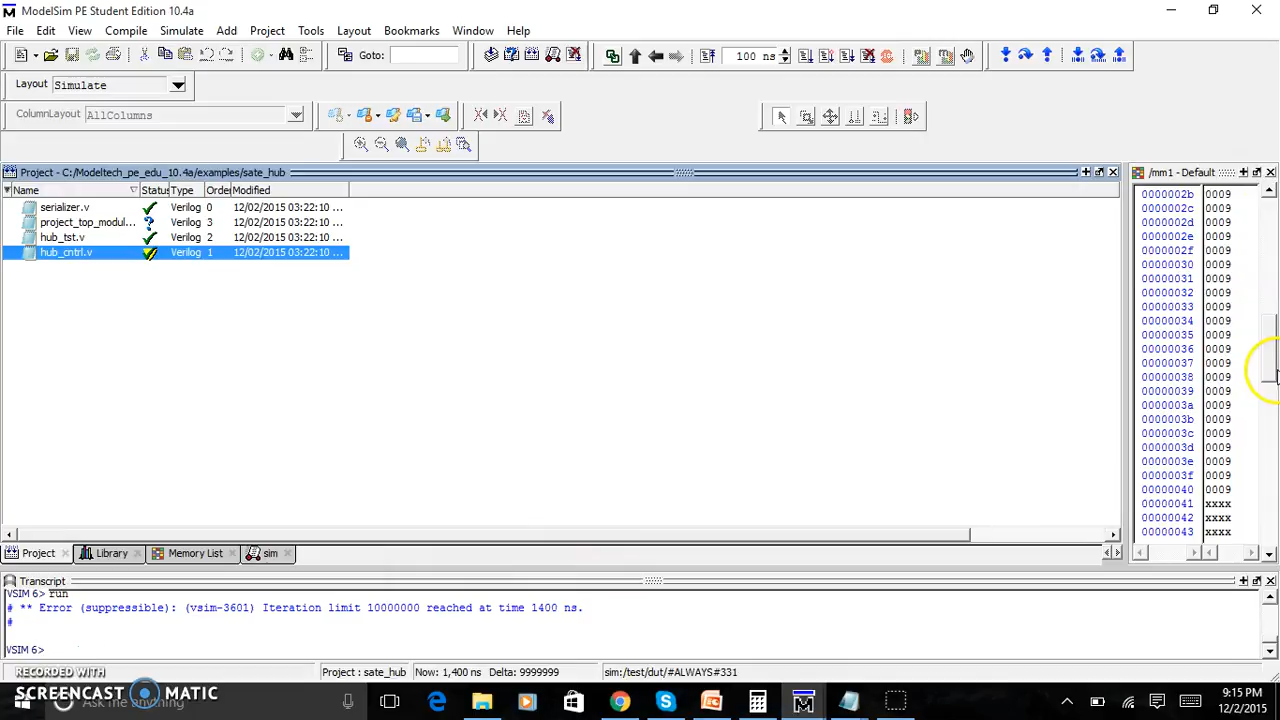 ModelSim PE Student Edition 10.4a
File Edit View Compile Simulate Add Project Tools Layout Bookmarks Window Help
Goto: 100 ns
Layout Simulate
ColumnLayout AllColumns
Project - C:/Modeltech_pe_edu_10.4a/examples/sate_hub
Name Status Type Order Modified
serializer.v Verilog 0 12/02/2015 03:22:10 ...
project_top_modul... Verilog 3 12/02/2015 03:22:10 ...
hub_tst.v Verilog 2 12/02/2015 03:22:10 ...
hub_cntrl.v Verilog 1 12/02/2015 03:22:10 ...
/mm1 - Default
0000002b 0009
0000002c 0009
0000002d 0009
0000002e 0009
0000002f 0009
00000030 0009
00000031 0009
00000032 0009
00000033 0009
00000034 0009
00000035 0009
00000036 0009
00000037 0009
00000038 0009
00000039 0009
0000003a 0009
0000003b 0009
0000003c 0009
0000003d 0009
0000003e 0009
0000003f 0009
00000040 0009
00000041 xxxx
00000042 xxxx
00000043 xxxx
Project Library Memory List sim
Transcript
VSIM 6> run
# ** Error (suppressible): (vsim-3601) Iteration limit 10000000 reached at time 1400 ns.
#
VSIM 6>
Project : sate_hub Now: 1,400 ns Delta: 9999999 sim:/test/dut/#ALWAYS#331
RECORDED WITH
SCREENCAST MATIC
9:15 PM
12/2/2015